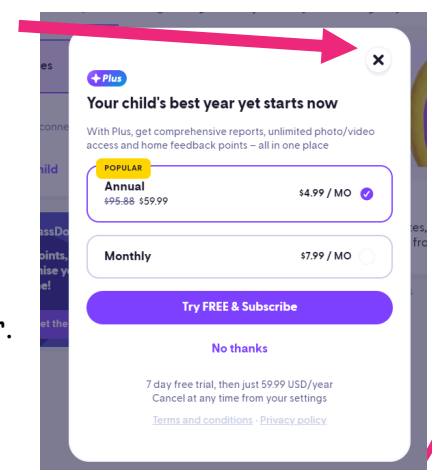 Plus
Your child's best year yet starts now
With Plus, get comprehensive reports, unlimited photo/video
access and home feedback points – all in one place
POPULAR
Annual
$95.88 $59.99
$4.99 / MO
Monthly
$7.99 / MO
Try FREE & Subscribe
No thanks
7 day free trial, then just 59.99 USD/year
Cancel at any time from your settings
Terms and conditions · Privacy policy